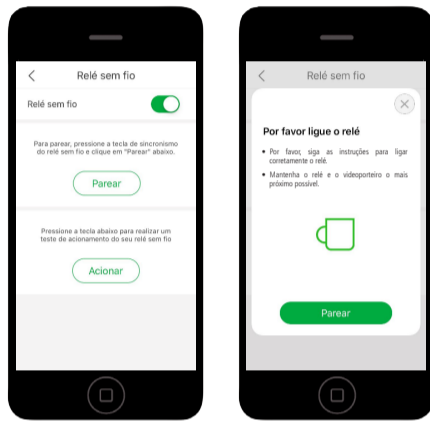 Relé sem fio
Relé sem fio
Para parear, pressione a tecla de sincronismo
do relé sem fio e clique em "Parear" abaixo.
Parear
Pressione a tecla abaixo para realizar um
teste de acionamento do seu relé sem fio
Acionar
Relé sem fio
Por favor ligue o relé
• Por favor, siga as instruções para ligar
corretamente o relé.
• Mantenha o relé e o videoporteiro o mais
próximo possível.
Parear